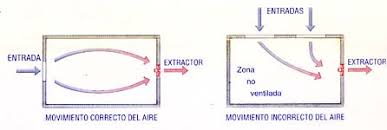 ENTRADA
EXTRACTOR
MOVIMIENTO CORRECTO DEL AIRE
ENTRADAS
EXTRACTOR
Zona
no
ventilada
MOVIMIENTO INCORRECTO DEL AIRE